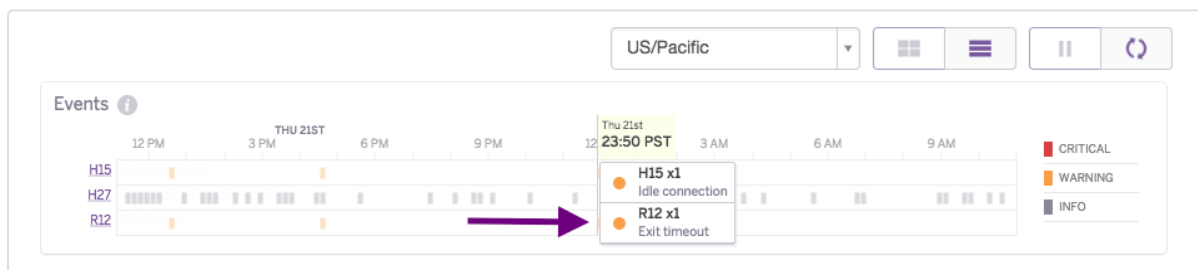 US/Pacific
Events
THU 21ST
12 PM 3 PM 6 PM 9 PM 12 3 AM 6 AM 9 AM
Thu 21st
23:50 PST
H15
H27
R12
H15 x1
Idle connection
R12 x1
Exit timeout
CRITICAL
WARNING
INFO